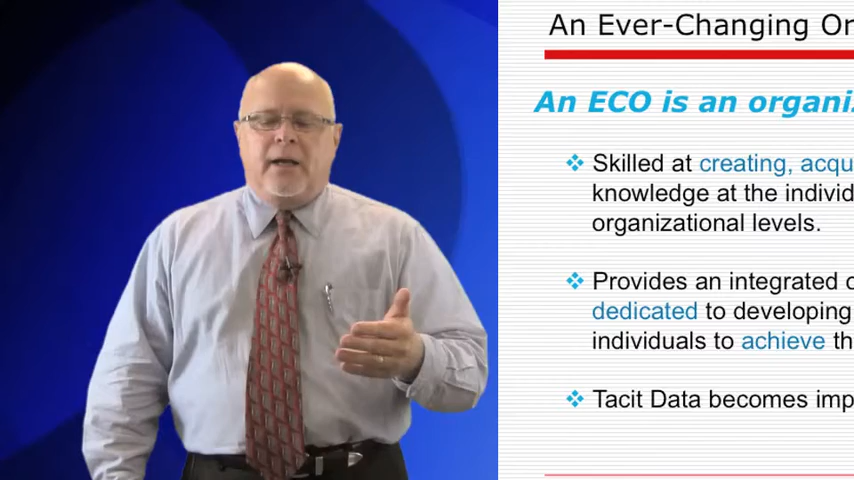 An Ever-Changing Or
An ECO is an organiz
Skilled at creating, acqu
knowledge at the individ
organizational levels.
Provides an integrated
dedicated to developing
individuals to achieve th
Tacit Data becomes imp